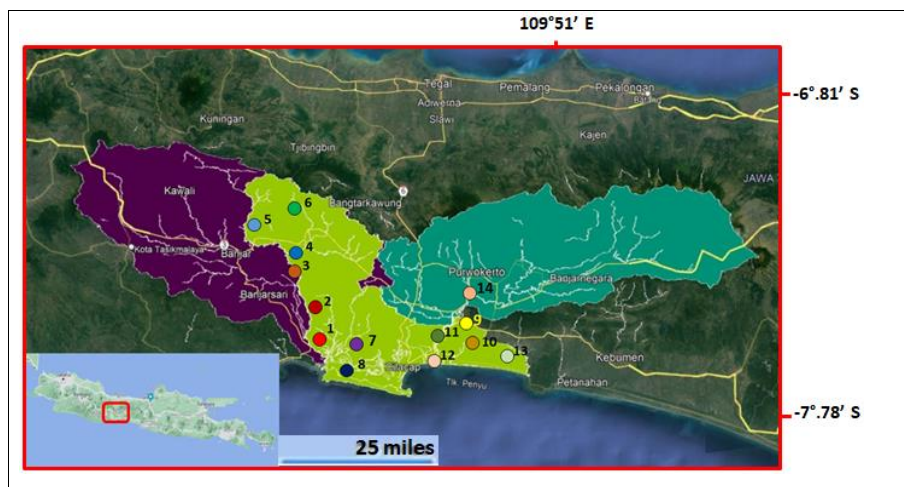 109°51’ E
-6°.81’ S
Tegal
Pemalang
Pekalongan
Adiwerna
Slawi
Kuningan
Kajen
Tjibingbin
JAWA
Kawali
6
Bangtarkawung
5
6
Kota Tasikmalaya
Banjar
4
3
Purwokerto
Banjarnegara
14
Banjarsari
2
9
1
7
11
10
Kebumen
8
Cilacap
12
13
Tlk. Penyu
Petanahan
-7°.78’ S
25 miles